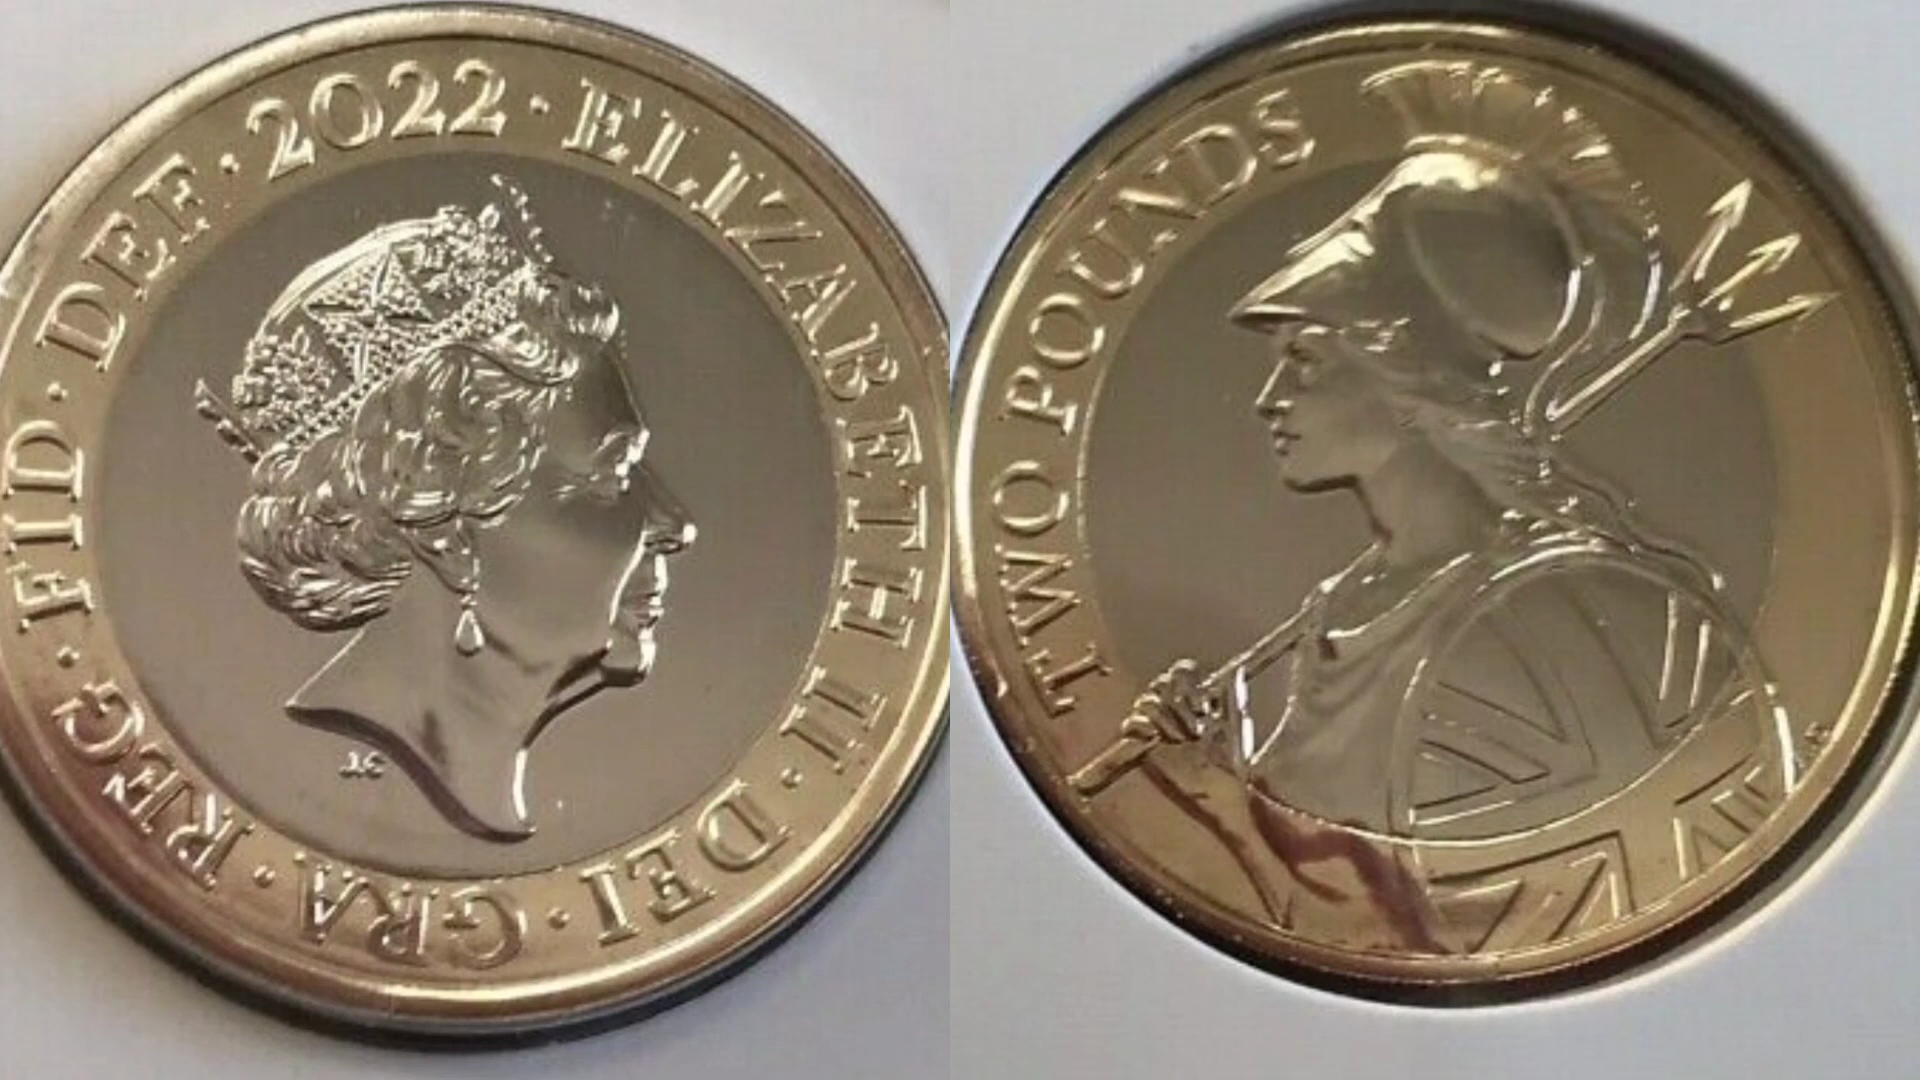 · 2022 · ELIZABETH II · DEI · GRA · REG · FID · DEF
J.C
TWO POUNDS